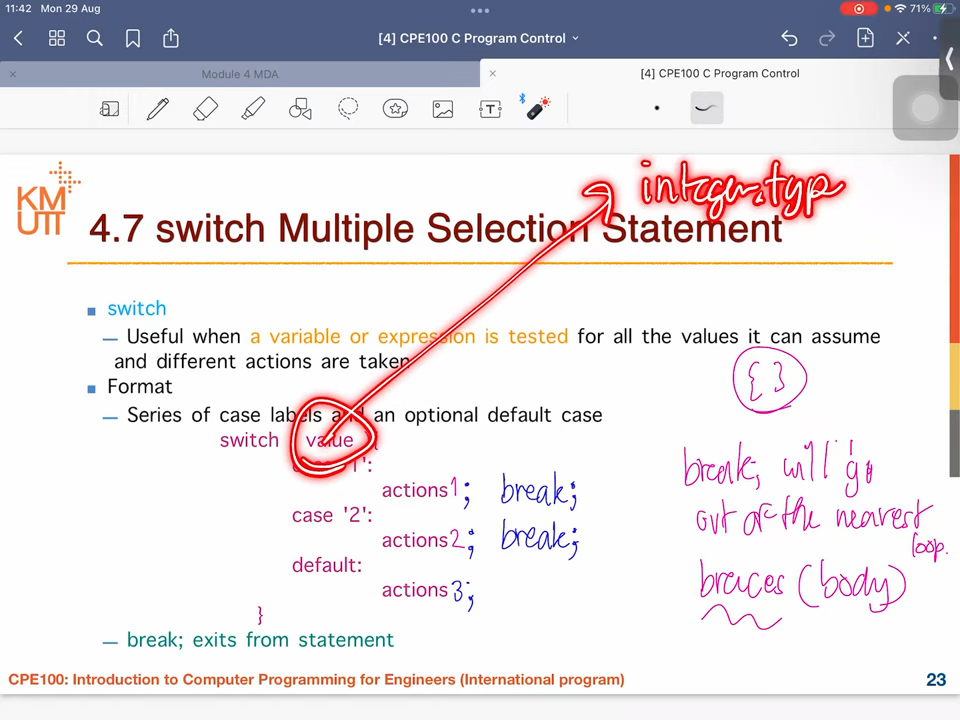 11:42 Mon 29 Aug
71%
[4] CPE100 C Program Control
Module 4 MDA
[4] CPE100 C Program Control
T
integer typ
KM
UTT
4.7 switch Multiple Selection Statement
switch
Useful when a variable or expression is tested for all the values it can assume
and different actions are taken
{ }
Format
Series of case labels and an optional default case
switch value {
1':
actions1; break;
case '2':
actions2; break;
default:
actions3;
}
break; exits from statement
break; will go
out of the nearest
loop.
braces (body)
CPE100: Introduction to Computer Programming for Engineers (International program)
23